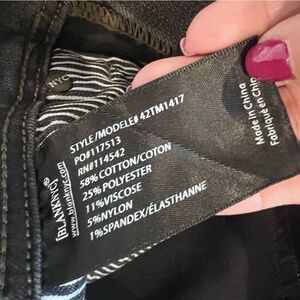 NYC
[BLANKNYC]®
www.blanknyc.com
STYLE/MODELE# 42TM1417
PO#117513
RN#114542
58%COTTON/COTON
25%POLYESTER
11%VISCOSE
5%NYLON
1%SPANDEX/ÉLASTHANNE
Made in China
Fabriqué en Chine